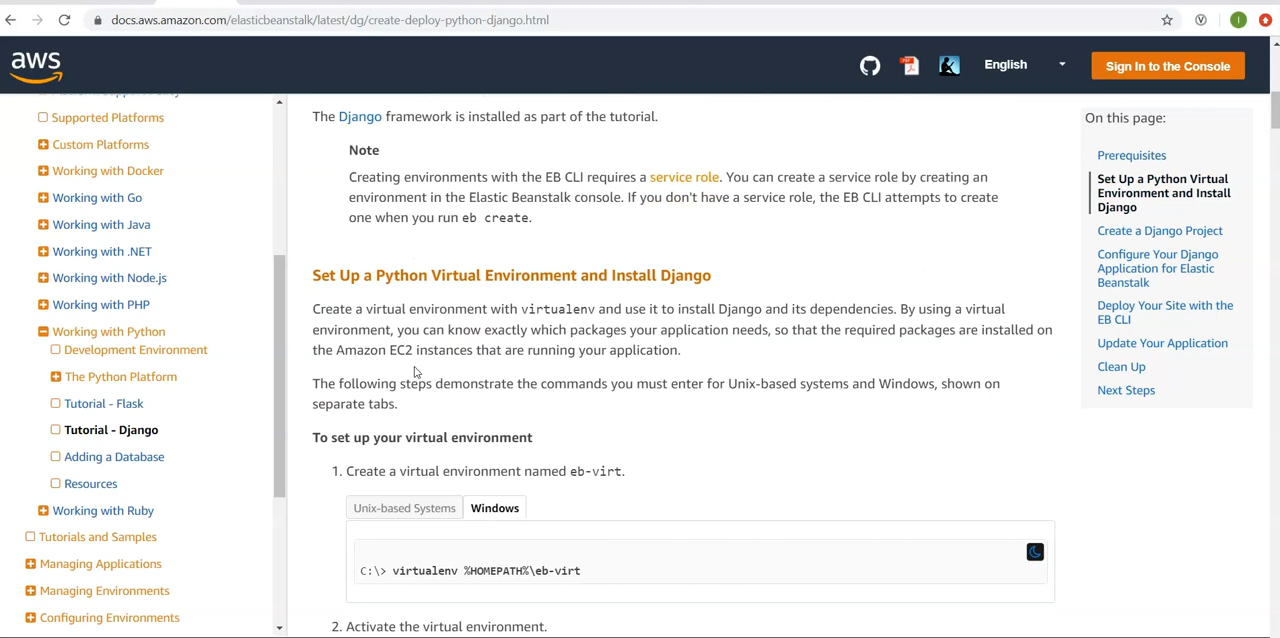 docs.aws.amazon.com/elasticbeanstalk/latest/dg/create-deploy-python-django.html
aws
English
Sign In to the Console
Supported Platforms
Custom Platforms
Working with Docker
Working with Go
Working with Java
Working with .NET
Working with Node.js
Working with PHP
Working with Python
Development Environment
The Python Platform
Tutorial - Flask
Tutorial - Django
Adding a Database
Resources
Working with Ruby
Tutorials and Samples
Managing Applications
Managing Environments
Configuring Environments
The Django framework is installed as part of the tutorial.
Note
Creating environments with the EB CLI requires a service role. You can create a service role by creating an
environment in the Elastic Beanstalk console. If you don't have a service role, the EB CLI attempts to create
one when you run eb create.
Set Up a Python Virtual Environment and Install Django
Create a virtual environment with virtualenv and use it to install Django and its dependencies. By using a virtual
environment, you can know exactly which packages your application needs, so that the required packages are installed on
the Amazon EC2 instances that are running your application.
The following steps demonstrate the commands you must enter for Unix-based systems and Windows, shown on
separate tabs.
To set up your virtual environment
1. Create a virtual environment named eb-virt.
Unix-based Systems
Windows
C:\> virtualenv %HOMEPATH%\eb-virt
2. Activate the virtual environment.
On this page:
Prerequisites
Set Up a Python Virtual
Environment and Install
Django
Create a Django Project
Configure Your Django
Application for Elastic
Beanstalk
Deploy Your Site with the
EB CLI
Update Your Application
Clean Up
Next Steps